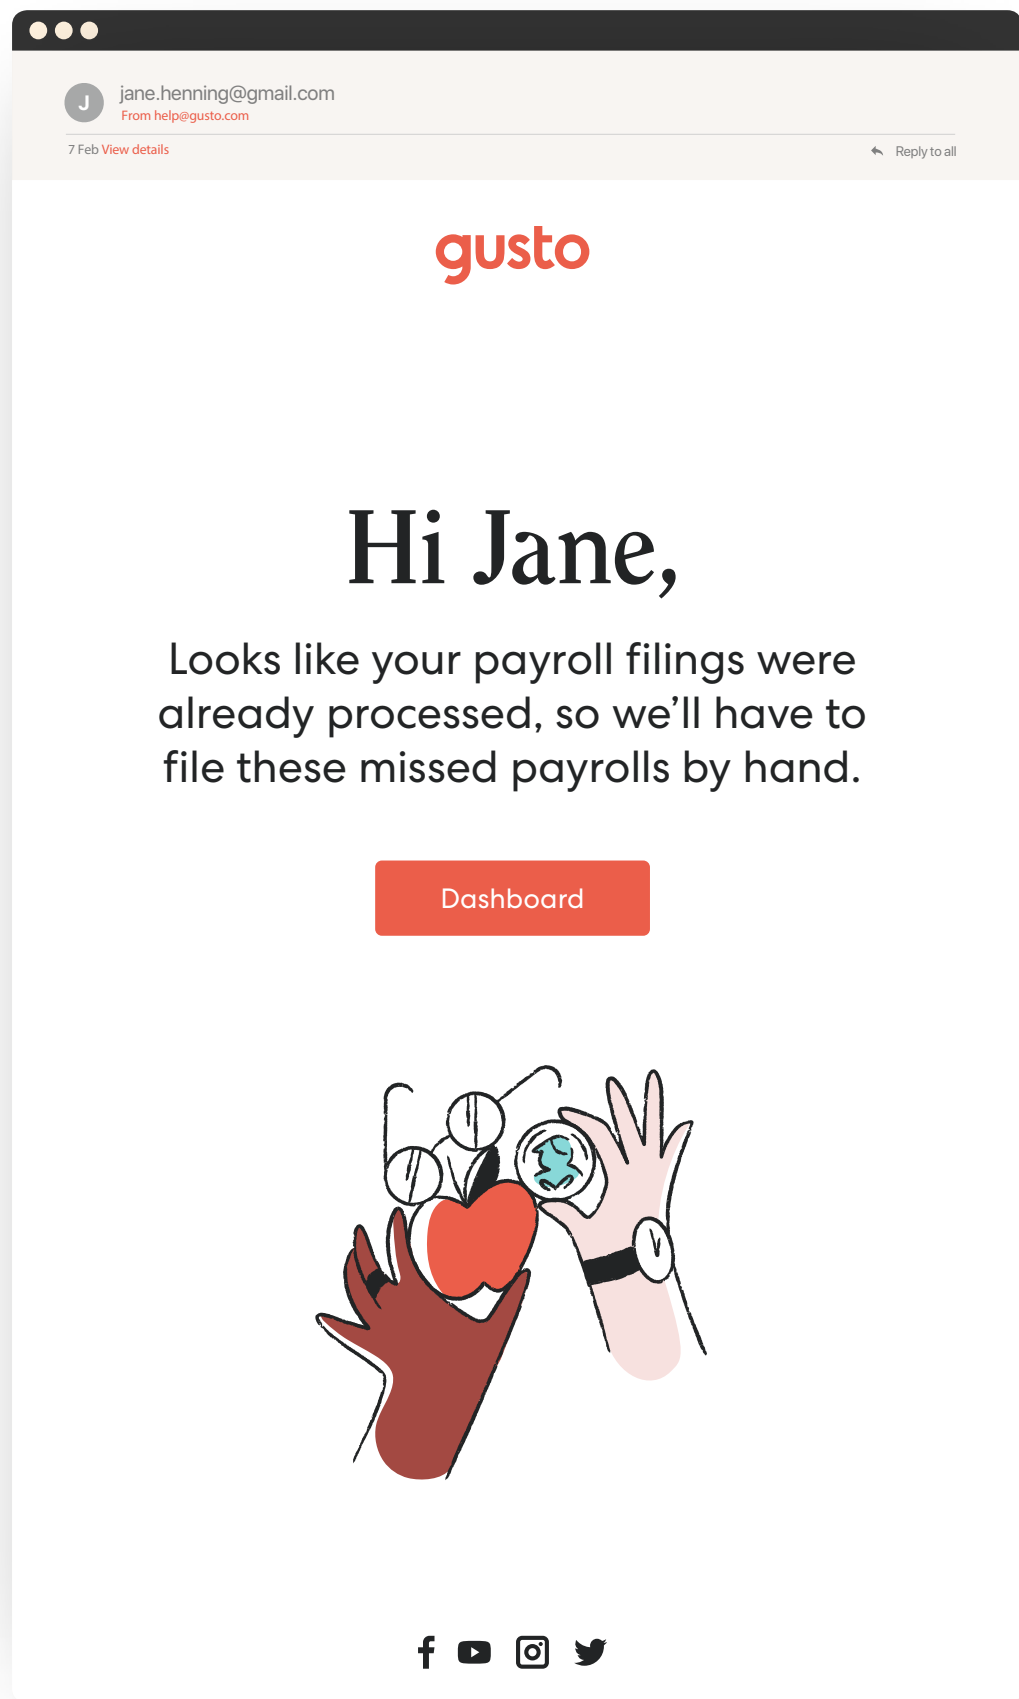 J
jane.henning@gmail.com
From help@gusto.com
7 Feb View details
Reply to all
gusto
Hi Jane,
Looks like your payroll filings were
already processed, so we’ll have to
file these missed payrolls by hand.
Dashboard